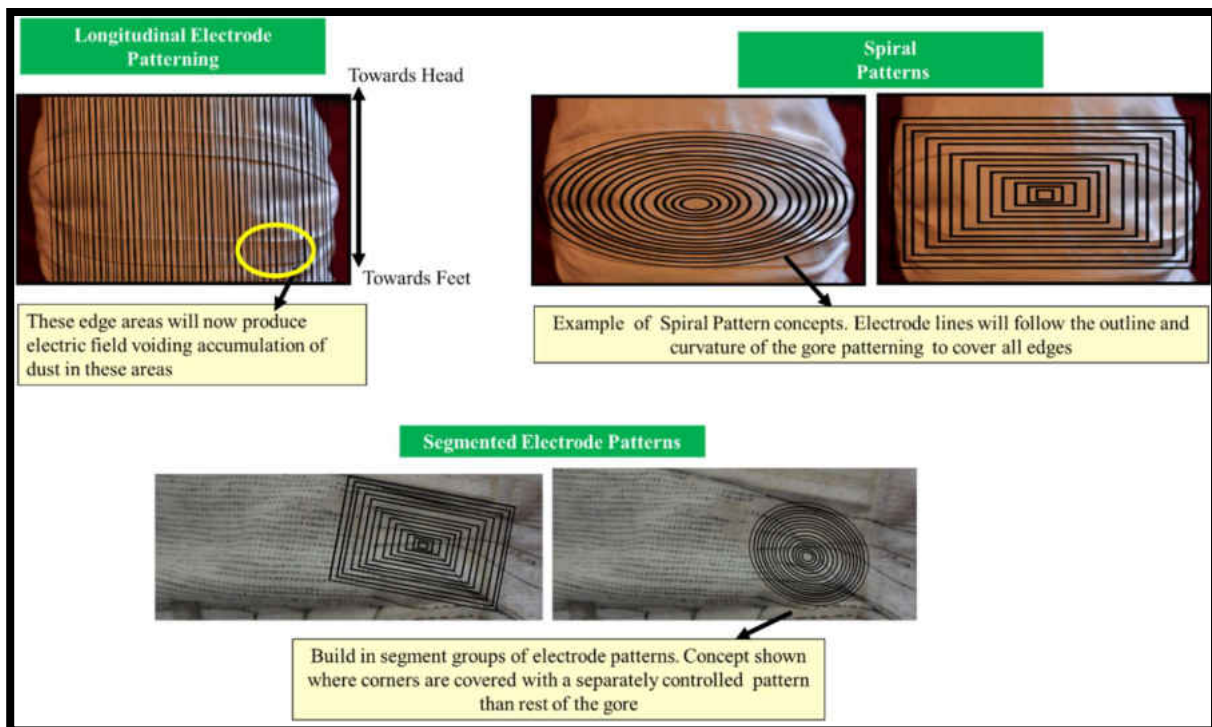 Longitudinal Electrode
Patterning
Towards Head
Towards Feet
These edge areas will now produce
electric field voiding accumulation of
dust in these areas
Spiral
Patterns
Example of Spiral Pattern concepts. Electrode lines will follow the outline and
curvature of the gore patterning to cover all edges
Segmented Electrode Patterns
Build in segment groups of electrode patterns. Concept shown
where corners are covered with a separately controlled pattern
than rest of the gore